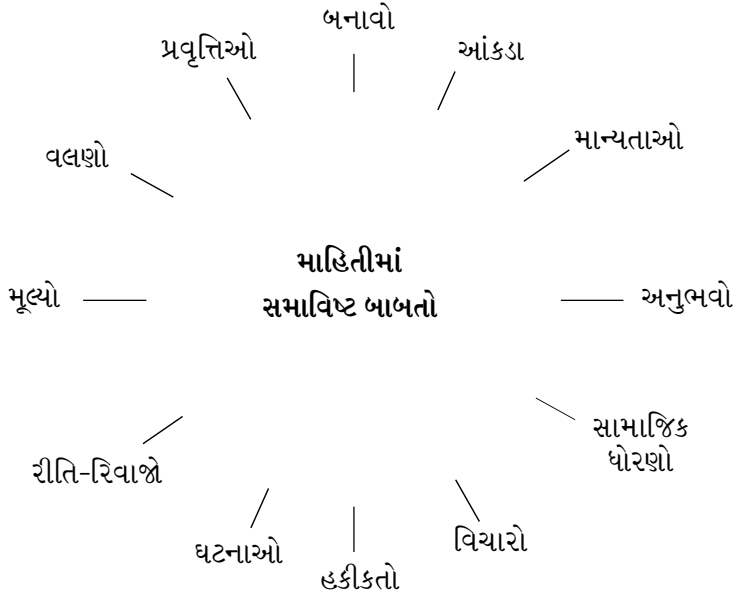 બનાવો
પ્રવૃત્તિઓ
આંકડા
માન્યતાઓ
વલણો
માહિતીમાં
સમાવિષ્ટ બાબતો
મૂલ્યો
અનુભવો
સામાજિક
ધોરણો
રીતિ-રિવાજો
વિચારો
ઘટનાઓ
હકીકતો